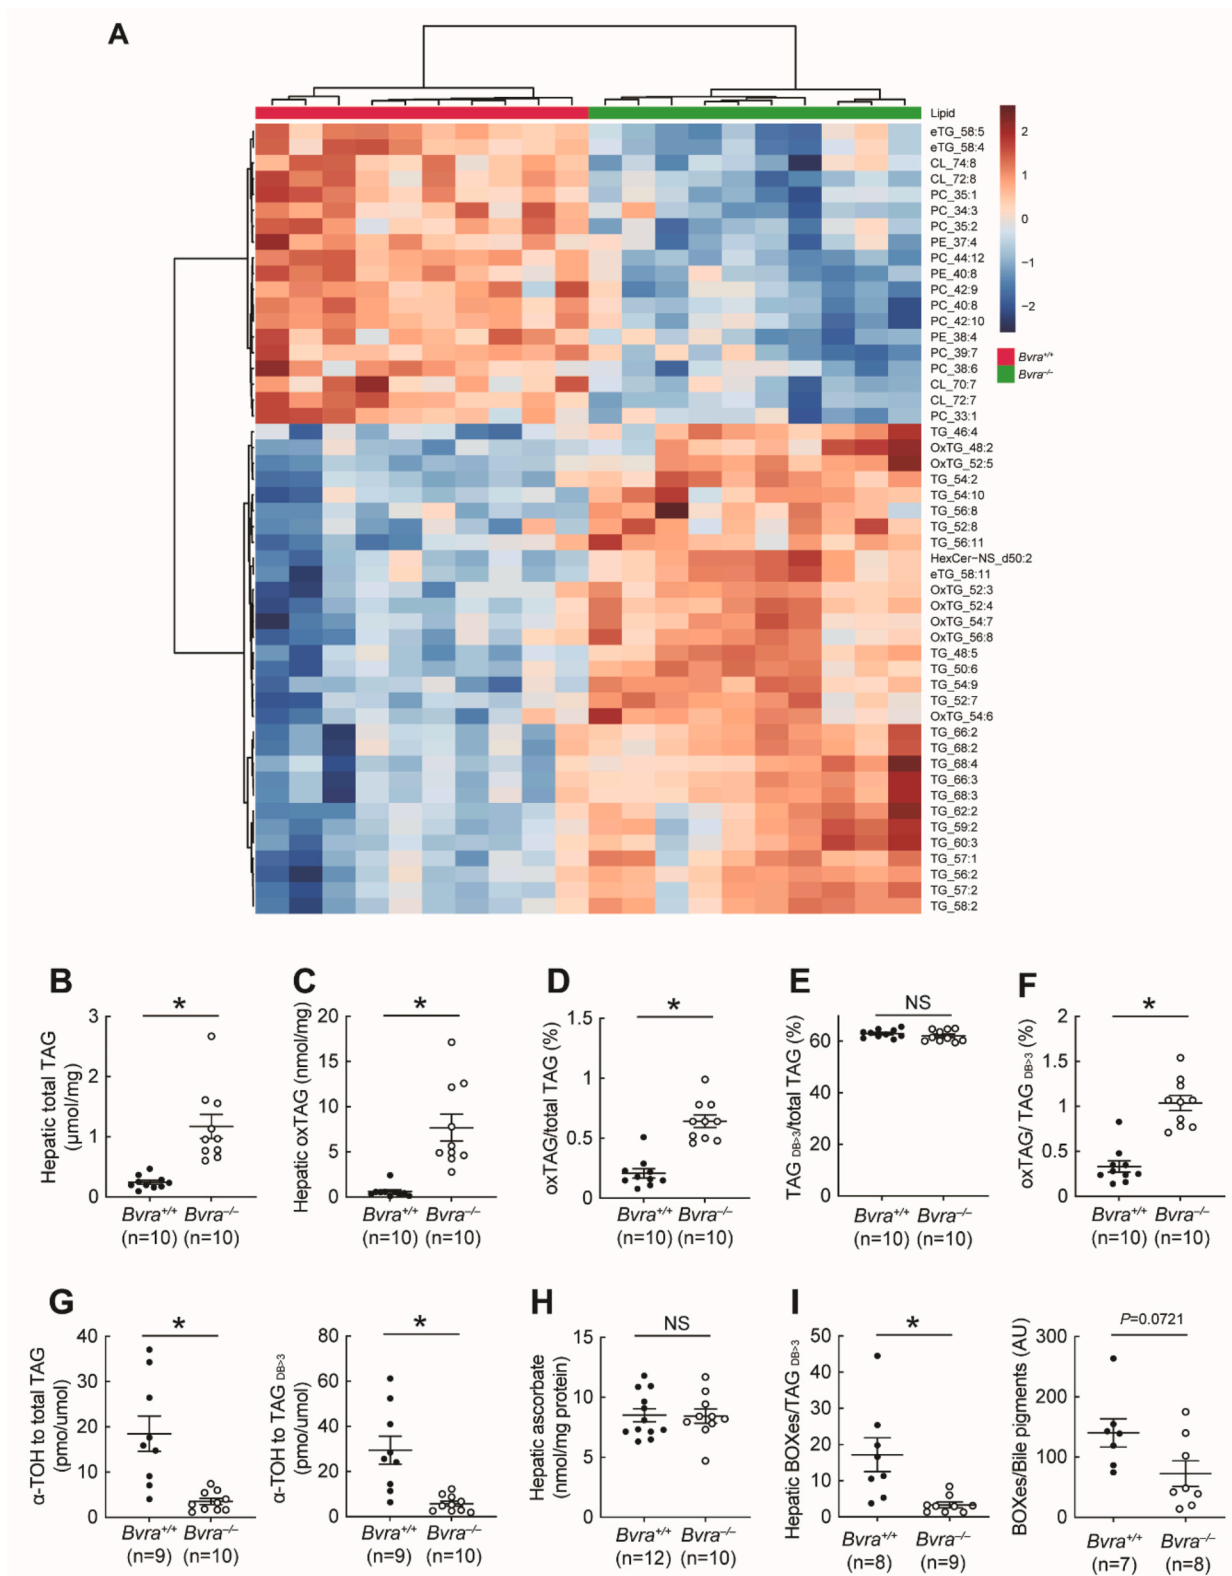 A
Lipid
eTG_58:5
eTG_58:4
CL_74:8
CL_72:8
PC_35:1
PC_34:3
PC_35:2
PE_37:4
PC_44:12
PE_40:8
PC_42:9
PC_40:8
PC_42:10
PE_38:4
PC_39:7
PC_38:6
CL_70:7
CL_72:7
PC_33:1
TG_46:4
OxTG_48:2
OxTG_52:5
TG_54:2
TG_54:10
TG_56:8
TG_52:8
TG_56:11
HexCer−NS_d50:2
eTG_58:11
OxTG_52:3
OxTG_52:4
OxTG_54:7
OxTG_56:8
TG_48:5
TG_50:6
TG_54:9
TG_52:7
OxTG_54:6
TG_66:2
TG_68:2
TG_68:4
TG_66:3
TG_68:3
TG_62:2
TG_59:2
TG_60:3
TG_57:1
TG_56:2
TG_57:2
TG_58:2
2
1
0
−1
−2
Bvra+/+
Bvra−/−
B
Hepatic total TAG
(μmol/mg)
3
2
1
0
*
Bvra+/+ Bvra−/−
(n=10) (n=10)
C
Hepatic oxTAG (nmol/mg)
20
15
10
5
0
*
Bvra+/+ Bvra−/−
(n=10) (n=10)
D
oxTAG/total TAG (%)
1.5
1
0.5
0
*
Bvra+/+ Bvra−/−
(n=10) (n=10)
E
TAG DB>3/total TAG (%)
60
40
20
0
NS
Bvra+/+ Bvra−/−
(n=10) (n=10)
F
oxTAG/ TAG DB>3 (%)
2
1.5
1
0.5
0
*
Bvra+/+ Bvra−/−
(n=10) (n=10)
G
α-TOH to total TAG
(pmo/umol)
40
30
20
10
0
*
Bvra+/+ Bvra−/−
(n=9) (n=10)
α-TOH to TAG DB>3
(pmo/umol)
80
60
40
20
0
*
Bvra+/+ Bvra−/−
(n=9) (n=10)
H
Hepatic ascorbate
(nmol/mg protein)
15
10
5
0
NS
Bvra+/+ Bvra−/−
(n=12) (n=10)
I
Hepatic BOXes/TAG DB>3
50
40
30
20
10
0
*
Bvra+/+ Bvra−/−
(n=8) (n=9)
BOXes/Bile pigments (AU)
300
200
100
0
P=0.0721
Bvra+/+ Bvra−/−
(n=7) (n=8)